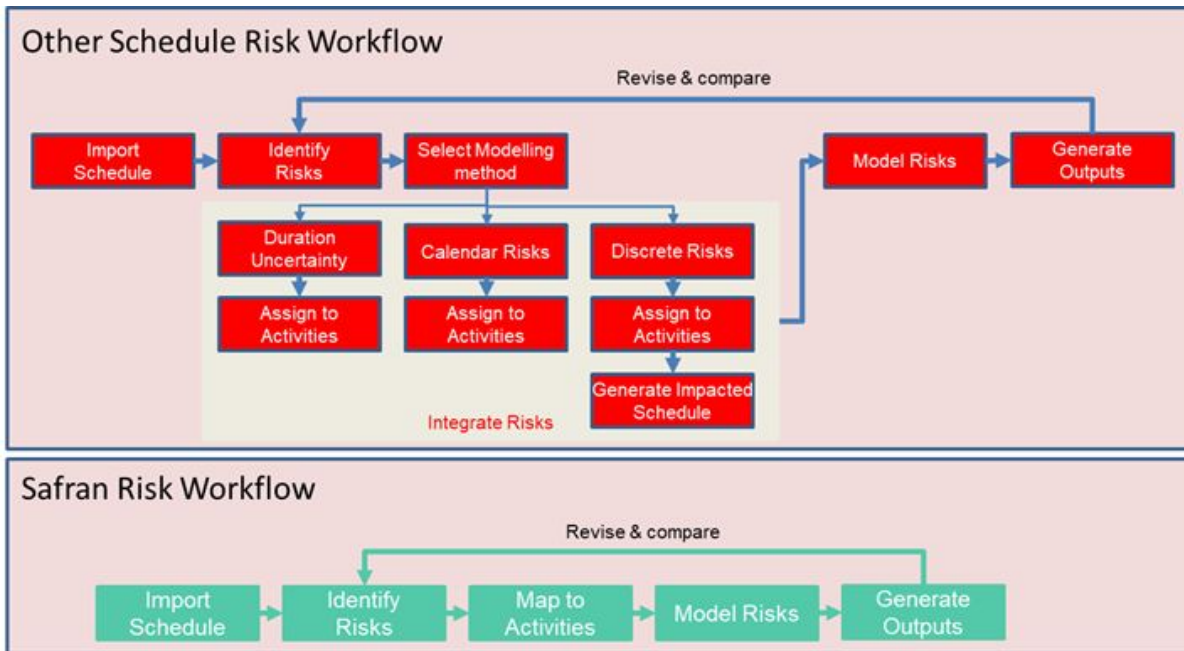 Other Schedule Risk Workflow
Revise & compare
Import
Schedule
Identify
Risks
Select Modelling
method
Model Risks
Generate
Outputs
Duration
Uncertainty
Calendar Risks
Discrete Risks
Assign to
Activities
Assign to
Activities
Assign to
Activities
Generate Impacted
Schedule
Integrate Risks
Safran Risk Workflow
Revise & compare
Import
Schedule
Identify
Risks
Map to
Activities
Model Risks
Generate
Outputs